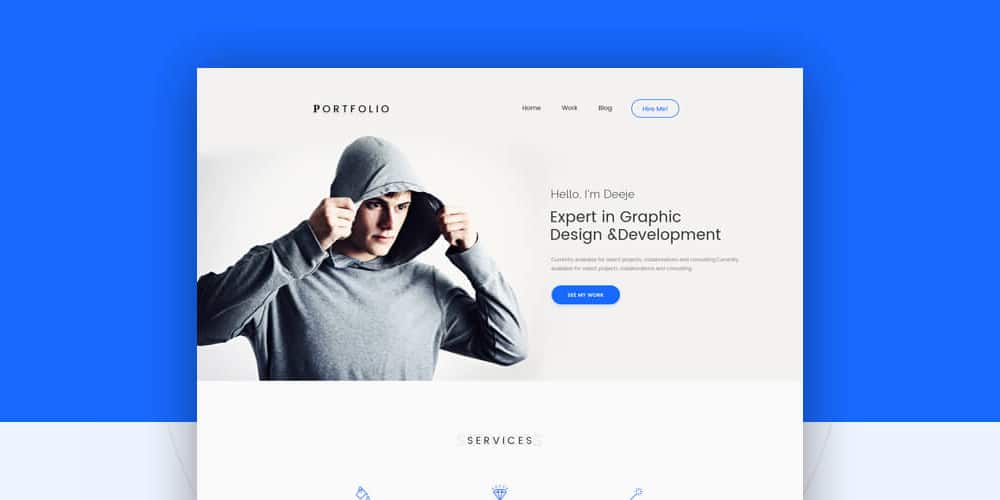 PORTFOLIO
Home
Work
Blog
Hire Me!
Hello, I'm Deeje
Expert in Graphic
Design &Development
Currently available for select projects, collaborations and consulting.Currently
available for select projects, collaborations and consulting.
SEE MY WORK
SERVICES